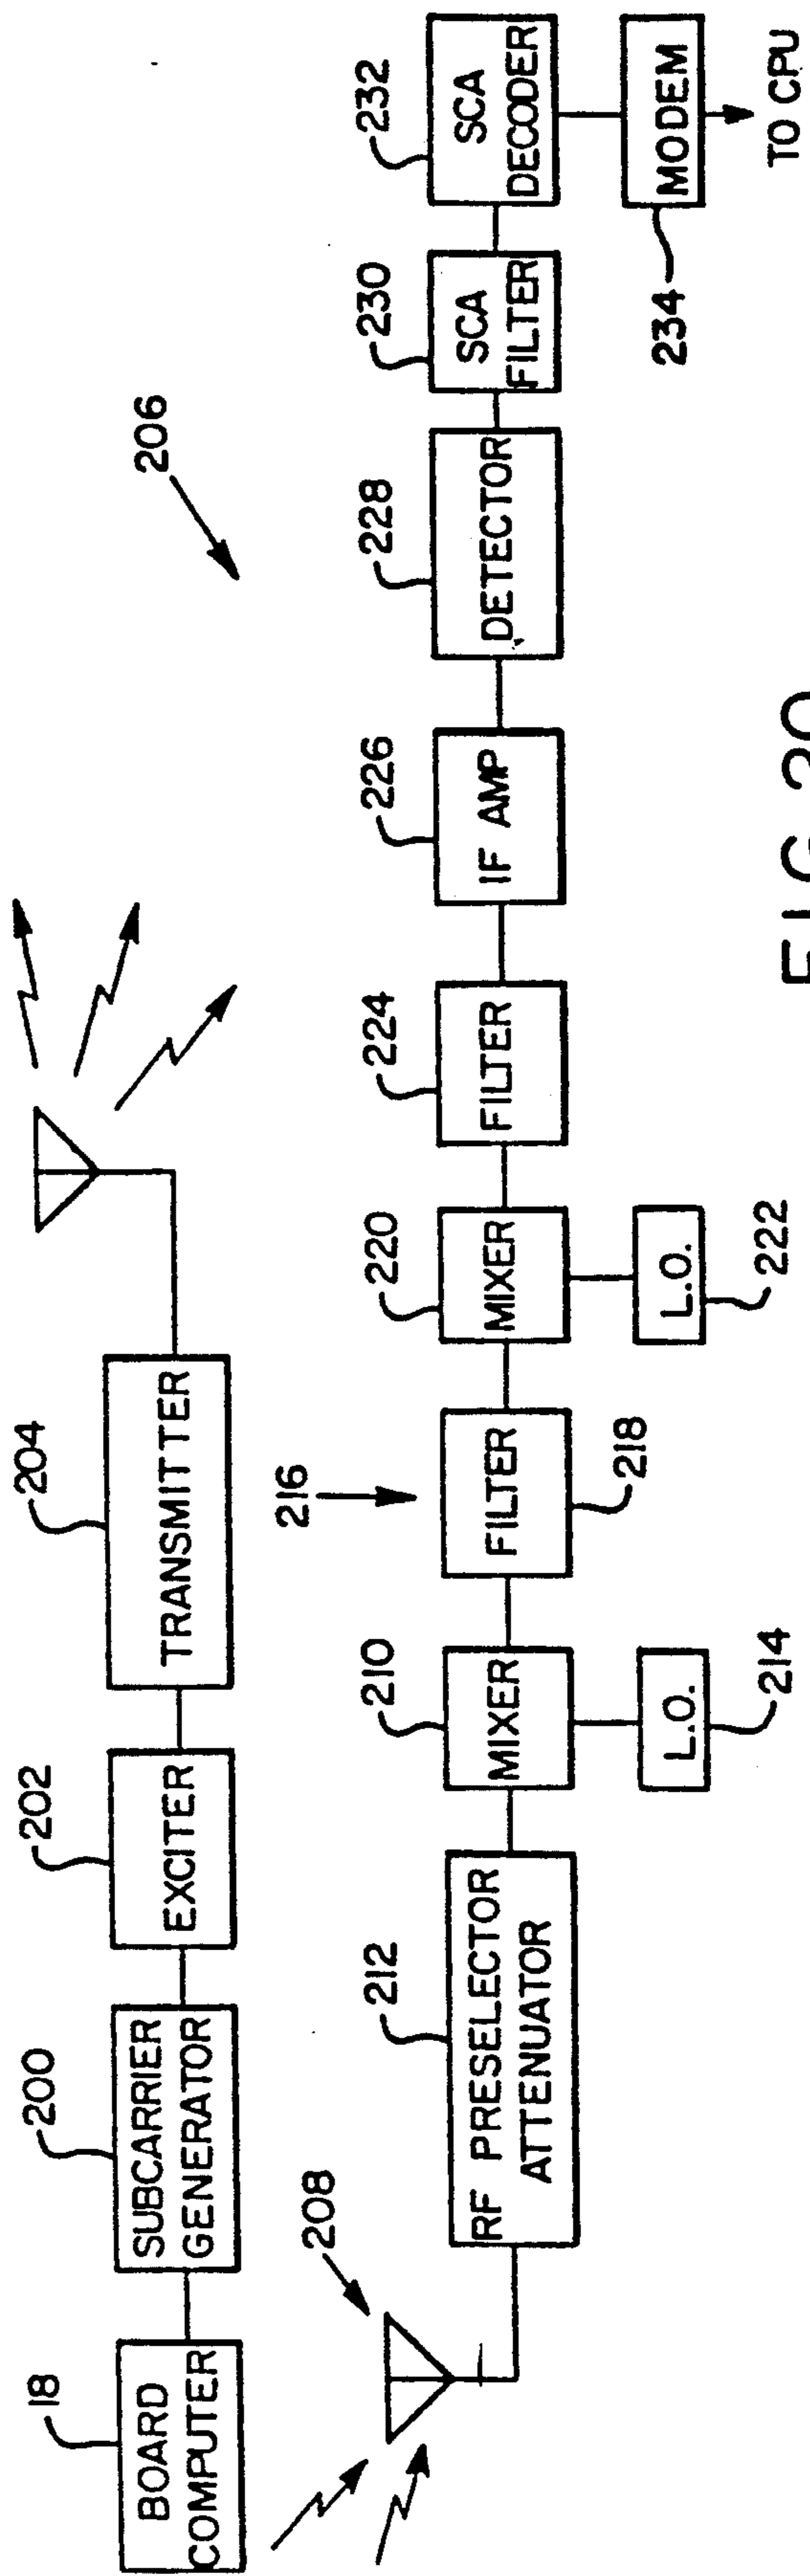 18
BOARD
COMPUTER
200
SUBCARRIER
GENERATOR
202
EXCITER
204
TRANSMITTER
206
208
212
RF PRESELECTOR
ATTENUATOR
210
MIXER
L.O.
214
216
FILTER
218
220
MIXER
L.O.
222
224
FILTER
226
IF AMP
228
DETECTOR
230
SCA
FILTER
232
SCA
DECODER
234
MODEM
TO CPU